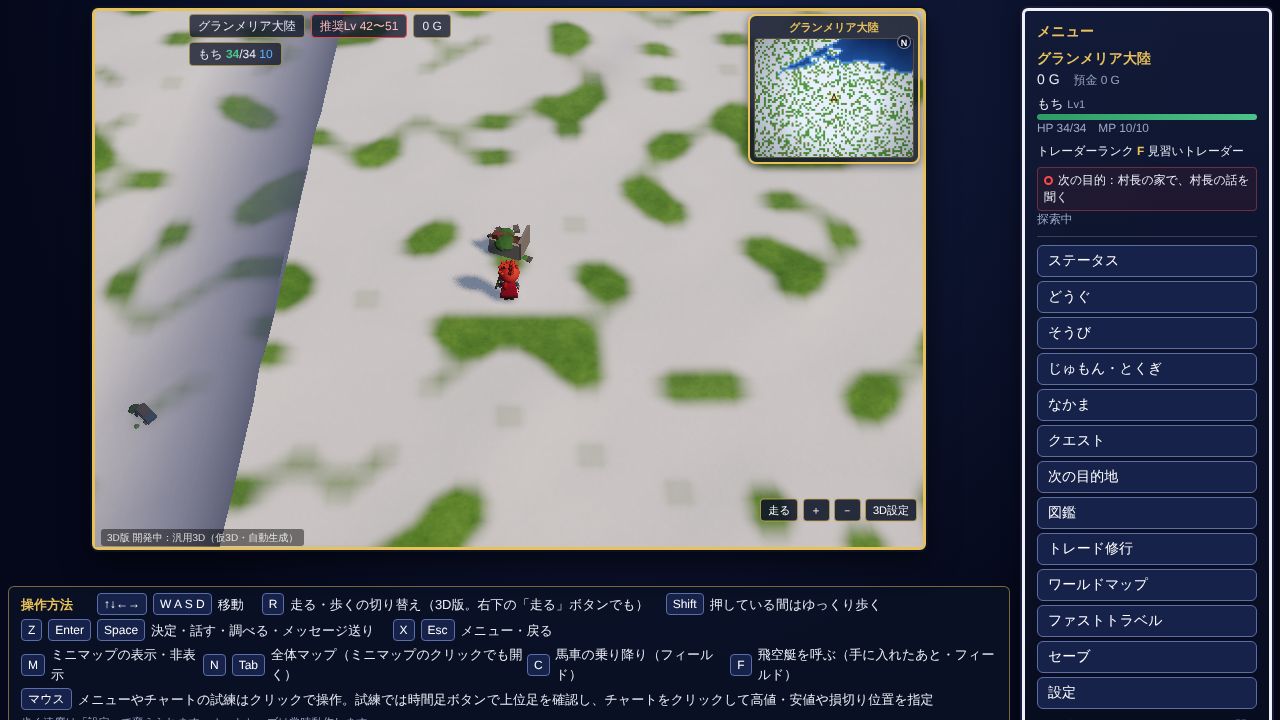 グランメリア大陸 推奨Lv 42〜51 0 G
もち 34/34 10
グランメリア大陸
N
走る ＋ － 3D設定
3D版 開発中：汎用3D（仮3D・自動生成）
メニュー
グランメリア大陸
0 G 預金 0 G
もち Lv1
HP 34/34 MP 10/10
トレーダーランク F 見習いトレーダー
次の目的：村長の家で、村長の話を
聞く
探索中
ステータス
どうぐ
そうび
じゅもん・とくぎ
なかま
クエスト
次の目的地
図鑑
トレード修行
ワールドマップ
ファストトラベル
セーブ
設定
操作方法 ↑↓←→ W A S D 移動 R 走る・歩くの切り替え（3D版。右下の「走る」ボタンでも） Shift 押している間はゆっくり歩く
Z Enter Space 決定・話す・調べる・メッセージ送り X Esc メニュー・戻る
M ミニマップの表示・非表示 N Tab 全体マップ（ミニマップのクリックでも開く） C 馬車の乗り降り（フィールド） F 飛空艇を呼ぶ（手に入れたあと・フィールド）
マウス メニューやチャートの試練はクリックで操作。試練では時間足ボタンで上位足を確認し、チャートをクリックして高値・安値や損切り位置を指定